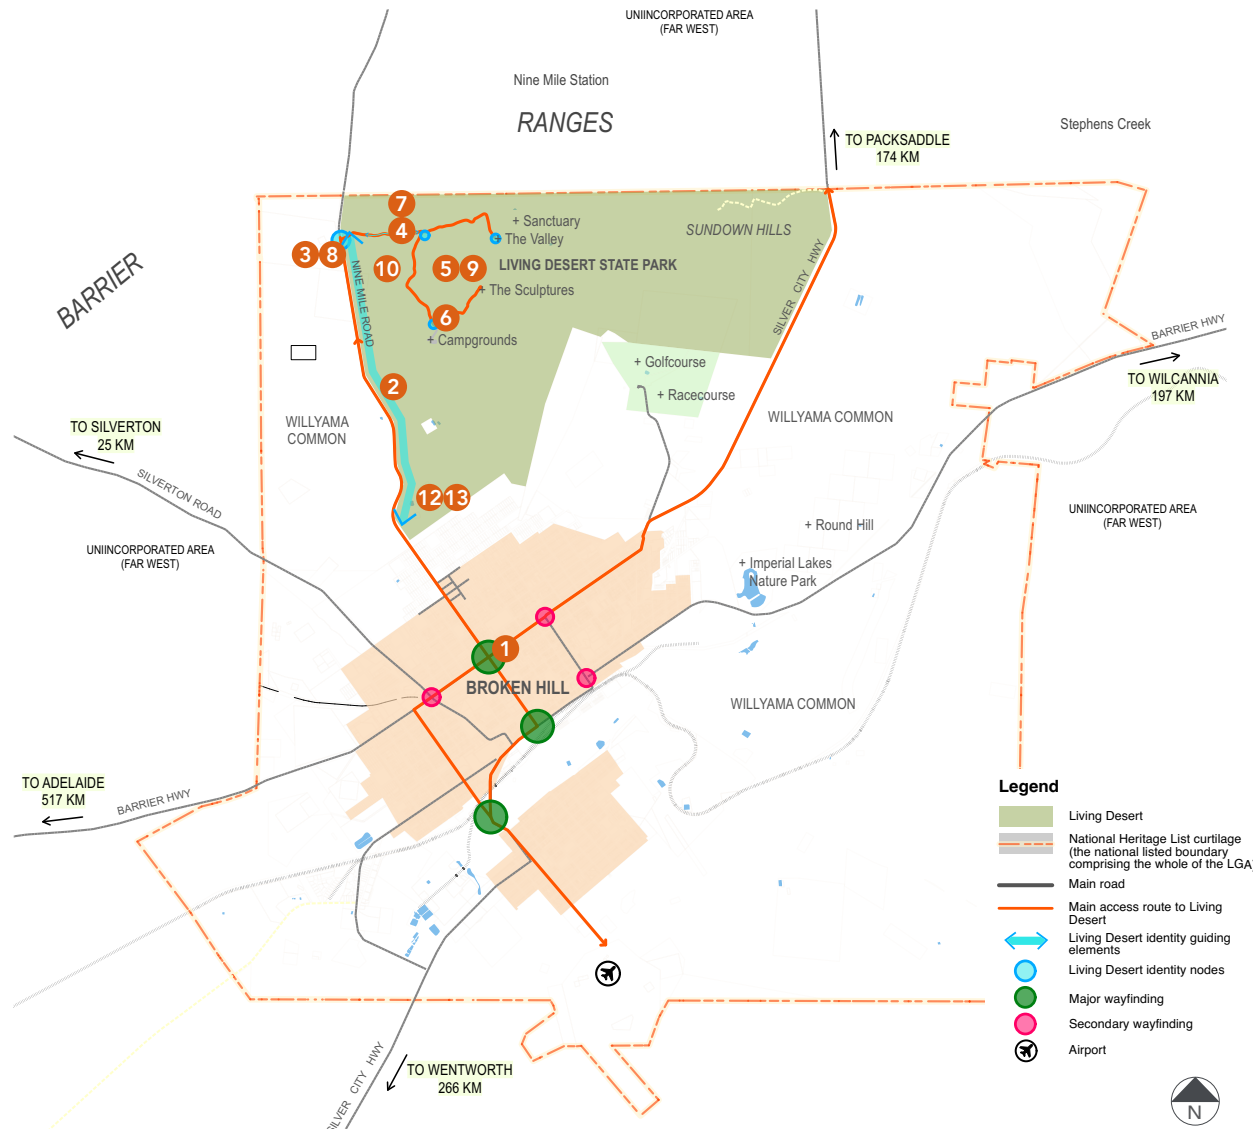 UNIINCORPORATED AREA
(FAR WEST)
Nine Mile Station
RANGES
Stephens Creek
TO PACKSADDLE
174 KM
BARRIER
7
4
3
8
10
5
9
6
+ Sanctuary
+ The Valley
LIVING DESERT STATE PARK
+ The Sculptures
+ Campgrounds
SUNDOWN HILLS
NINE MILE ROAD
SILVER CITY HWY
BARRIER HWY
TO WILCANNIA
197 KM
+ Golfcourse
+ Racecourse
2
WILLYAMA
COMMON
WILLYAMA COMMON
TO SILVERTON
25 KM
SILVERTON ROAD
12
13
UNIINCORPORATED AREA
(FAR WEST)
UNIINCORPORATED AREA
(FAR WEST)
+ Round Hill
+ Imperial Lakes
Nature Park
1
BROKEN HILL
WILLYAMA COMMON
TO ADELAIDE
517 KM
BARRIER HWY
TO WENTWORTH
266 KM
SILVER CITY HWY
Legend
Living Desert
National Heritage List curtilage
(the national listed boundary
comprising the whole of the LGA)
Main road
Main access route to Living
Desert
Living Desert identity guiding
elements
Living Desert identity nodes
Major wayfinding
Secondary wayfinding
Airport
N